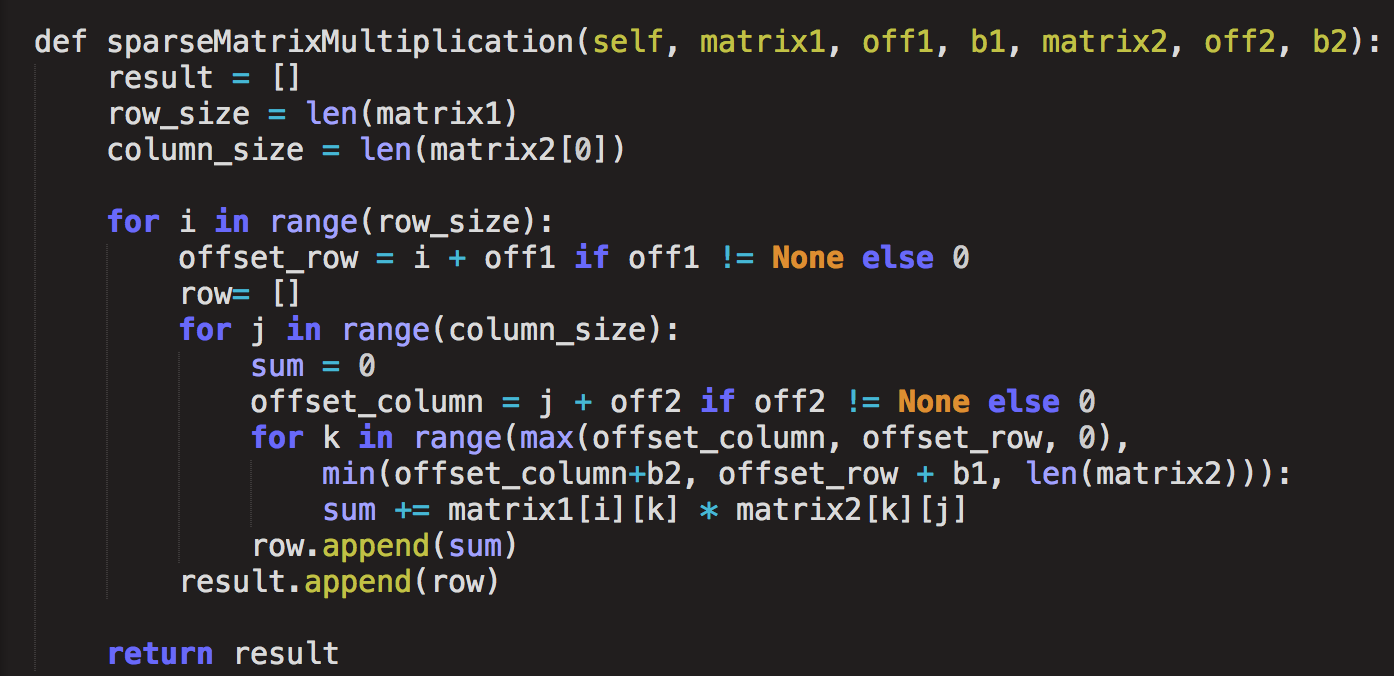 def sparseMatrixMultiplication(self, matrix1, off1, b1, matrix2, off2, b2):
    result = []
    row_size = len(matrix1)
    column_size = len(matrix2[0])

    for i in range(row_size):
        offset_row = i + off1 if off1 != None else 0
        row= []
        for j in range(column_size):
            sum = 0
            offset_column = j + off2 if off2 != None else 0
            for k in range(max(offset_column, offset_row, 0),
                min(offset_column+b2, offset_row + b1, len(matrix2))):
                sum += matrix1[i][k] * matrix2[k][j]
            row.append(sum)
        result.append(row)

    return result